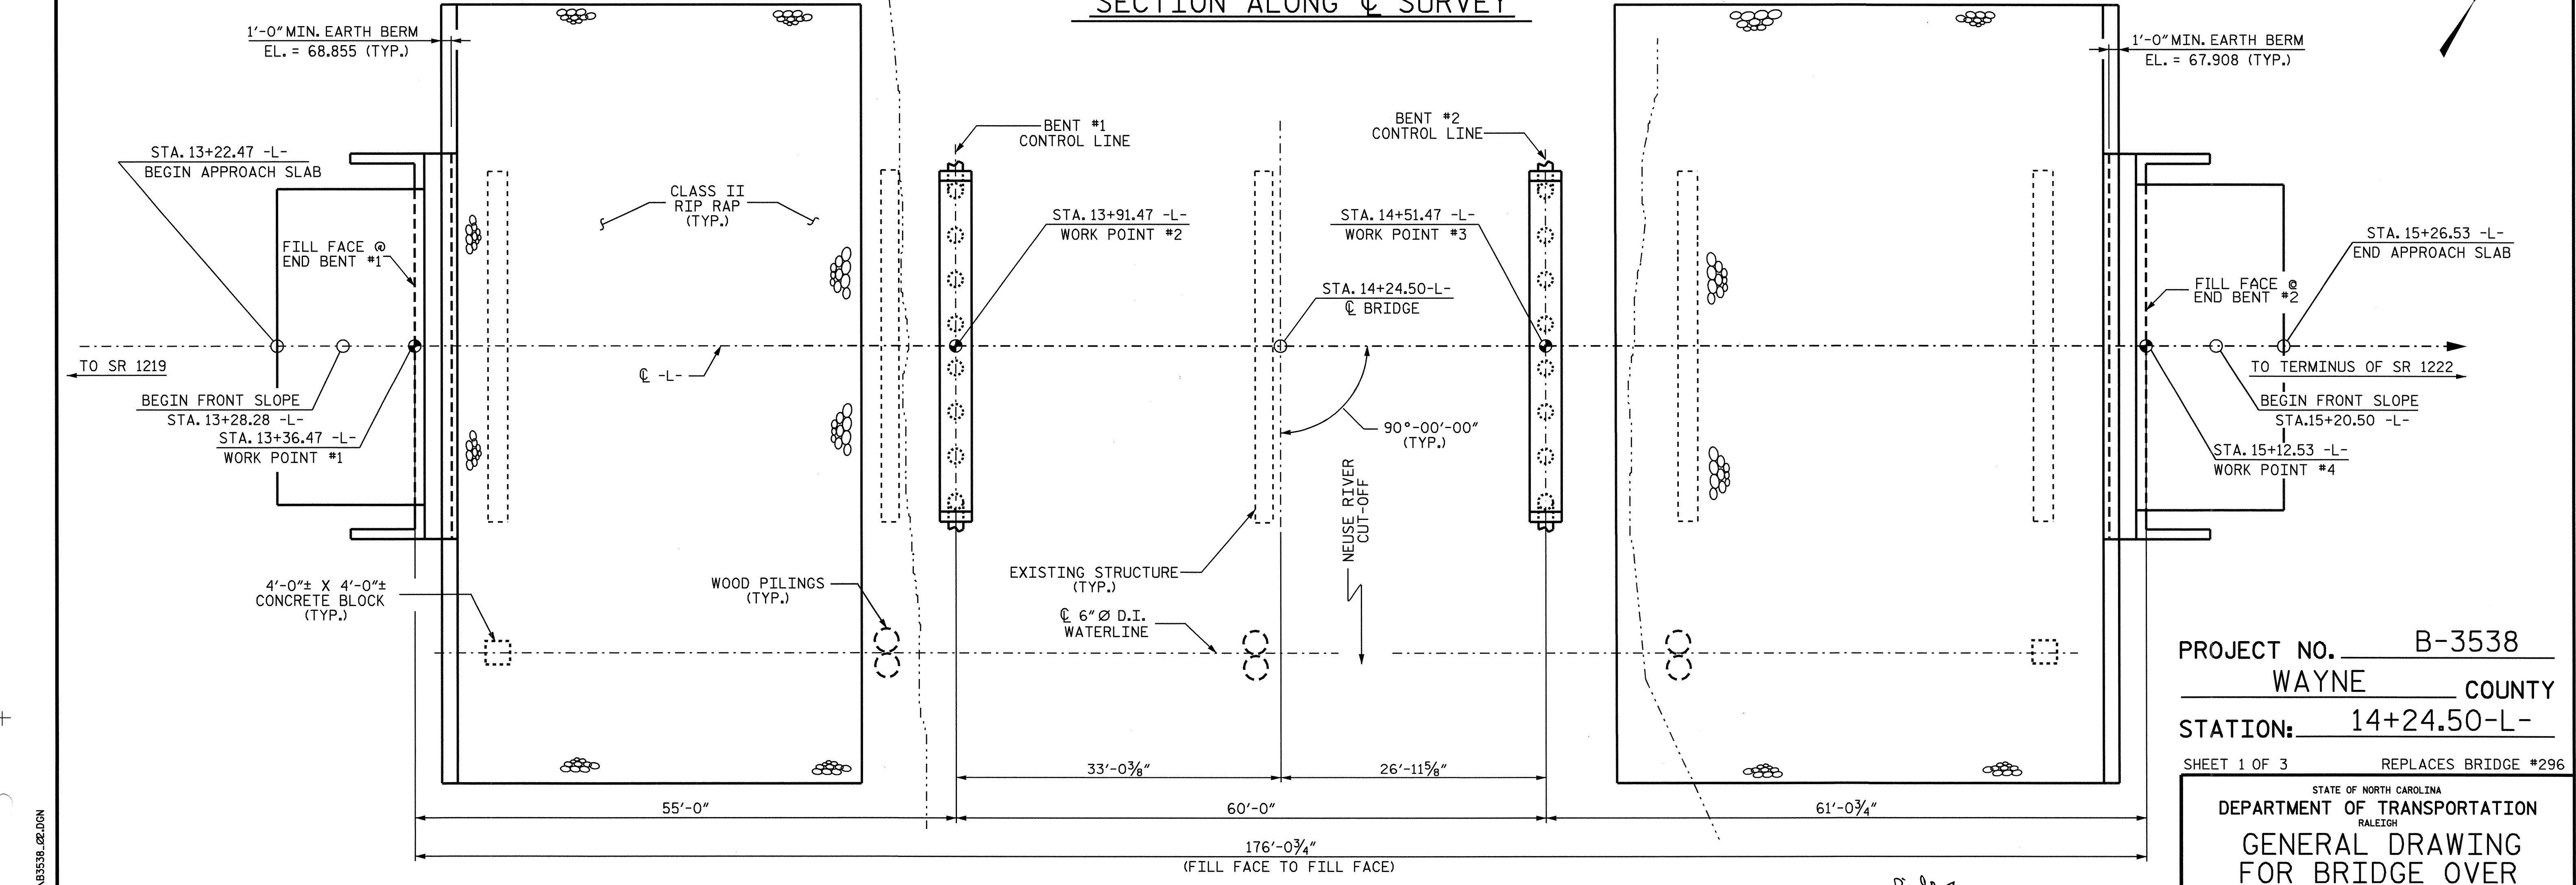 SECTION ALONG ℄ SURVEY
1'-0" MIN. EARTH BERM
EL. = 68.855 (TYP.)
1'-0" MIN. EARTH BERM
EL. = 67.908 (TYP.)
BENT #1
CONTROL LINE
BENT #2
CONTROL LINE
STA. 13+22.47 -L-
BEGIN APPROACH SLAB
CLASS II
RIP RAP
(TYP.)
STA. 13+91.47 -L-
WORK POINT #2
STA. 14+51.47 -L-
WORK POINT #3
FILL FACE @
END BENT #1
STA. 14+24.50-L-
℄ BRIDGE
STA. 15+26.53 -L-
END APPROACH SLAB
FILL FACE @
END BENT #2
TO SR 1219
℄ -L-
TO TERMINUS OF SR 1222
BEGIN FRONT SLOPE
STA. 13+28.28 -L-
STA. 13+36.47 -L-
WORK POINT #1
90°-00'-00"
(TYP.)
BEGIN FRONT SLOPE
STA.15+20.50 -L-
STA. 15+12.53 -L-
WORK POINT #4
NEUSE RIVER
CUT-OFF
4'-0"± X 4'-0"±
CONCRETE BLOCK
(TYP.)
WOOD PILINGS
(TYP.)
EXISTING STRUCTURE
(TYP.)
℄ 6" Ø D.I.
WATERLINE
33'-0⅜"
26'-11⅝"
55'-0"
60'-0"
61'-0¾"
176'-0¾"
(FILL FACE TO FILL FACE)
PROJECT NO. B-3538
WAYNE COUNTY
STATION: 14+24.50-L-
SHEET 1 OF 3 REPLACES BRIDGE #296
STATE OF NORTH CAROLINA
DEPARTMENT OF TRANSPORTATION
RALEIGH
GENERAL DRAWING
FOR BRIDGE OVER